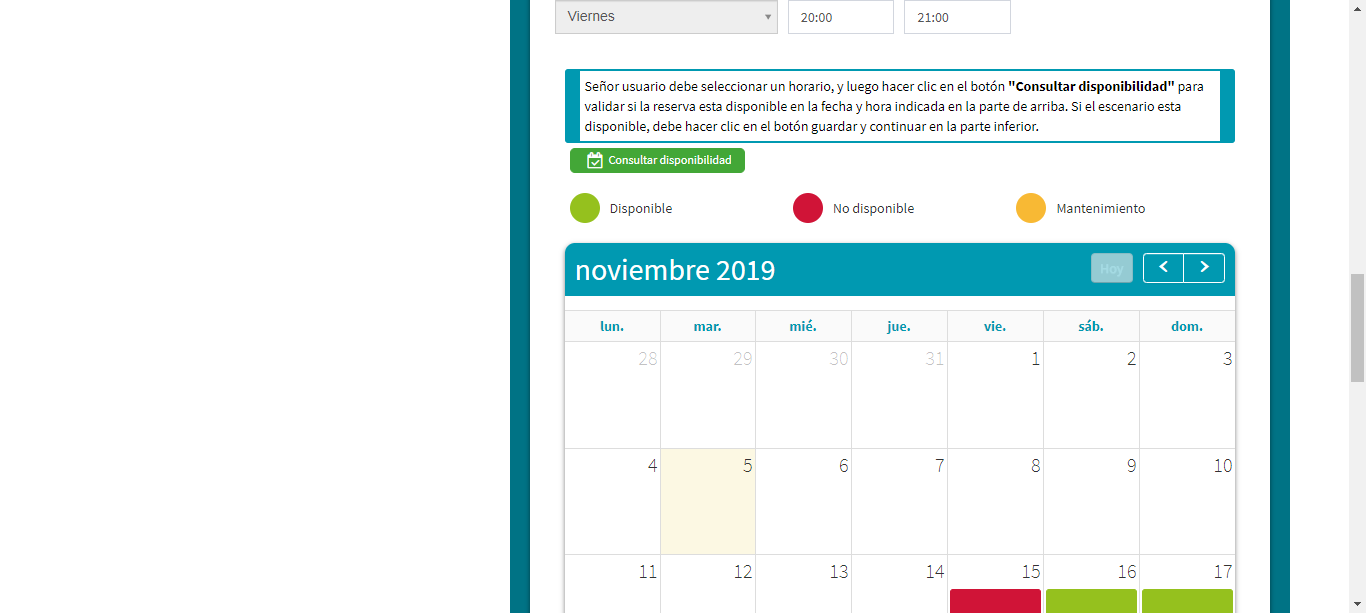 Viernes 20:00 21:00
Señor usuario debe seleccionar un horario, y luego hacer clic en el botón "Consultar disponibilidad" para
validar si la reserva esta disponible en la fecha y hora indicada en la parte de arriba. Si el escenario esta
disponible, debe hacer clic en el botón guardar y continuar en la parte inferior.
Consultar disponibilidad
Disponible No disponible Mantenimiento
noviembre 2019 Hoy
lun. mar. mié. jue. vie. sáb. dom.
28 29 30 31 1 2 3
4 5 6 7 8 9 10
11 12 13 14 15 16 17